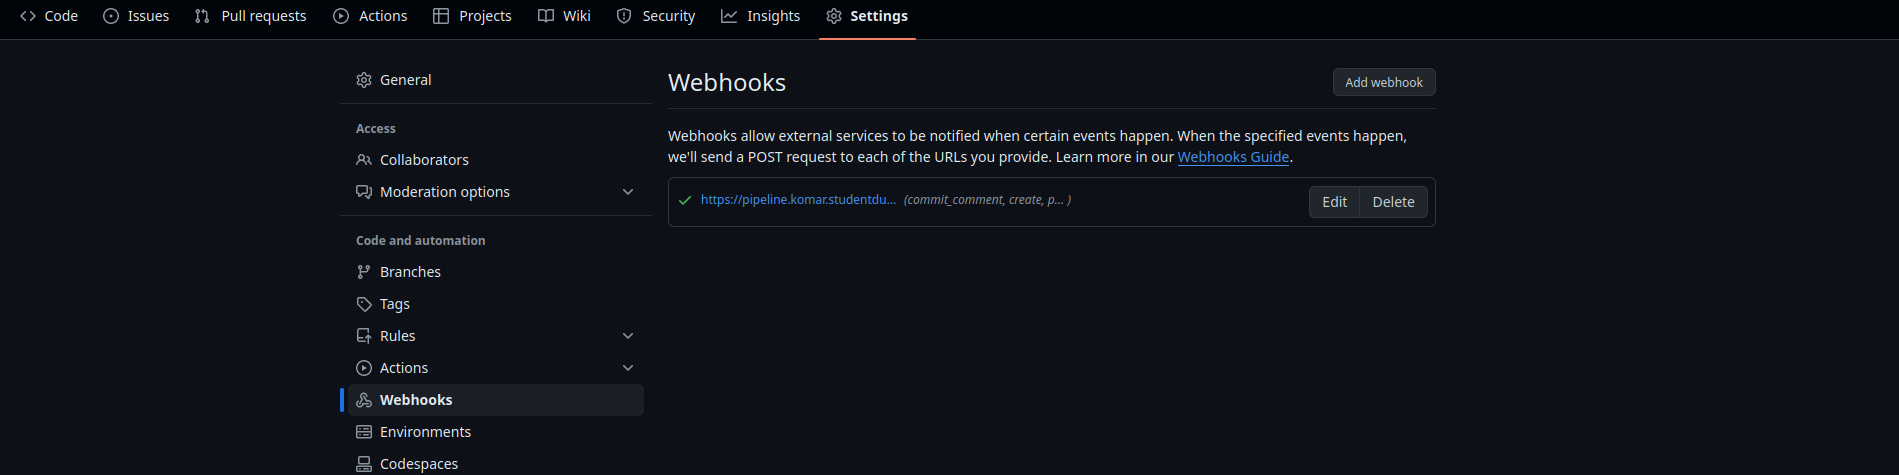 Code Issues Pull requests Actions Projects Wiki Security Insights Settings
General
Access
Collaborators
Moderation options
Code and automation
Branches
Tags
Rules
Actions
Webhooks
Environments
Codespaces
Webhooks
Add webhook
Webhooks allow external services to be notified when certain events happen. When the specified events happen,
we'll send a POST request to each of the URLs you provide. Learn more in our Webhooks Guide.
https://pipeline.komar.studentdu... (commit_comment, create, p... ) Edit Delete